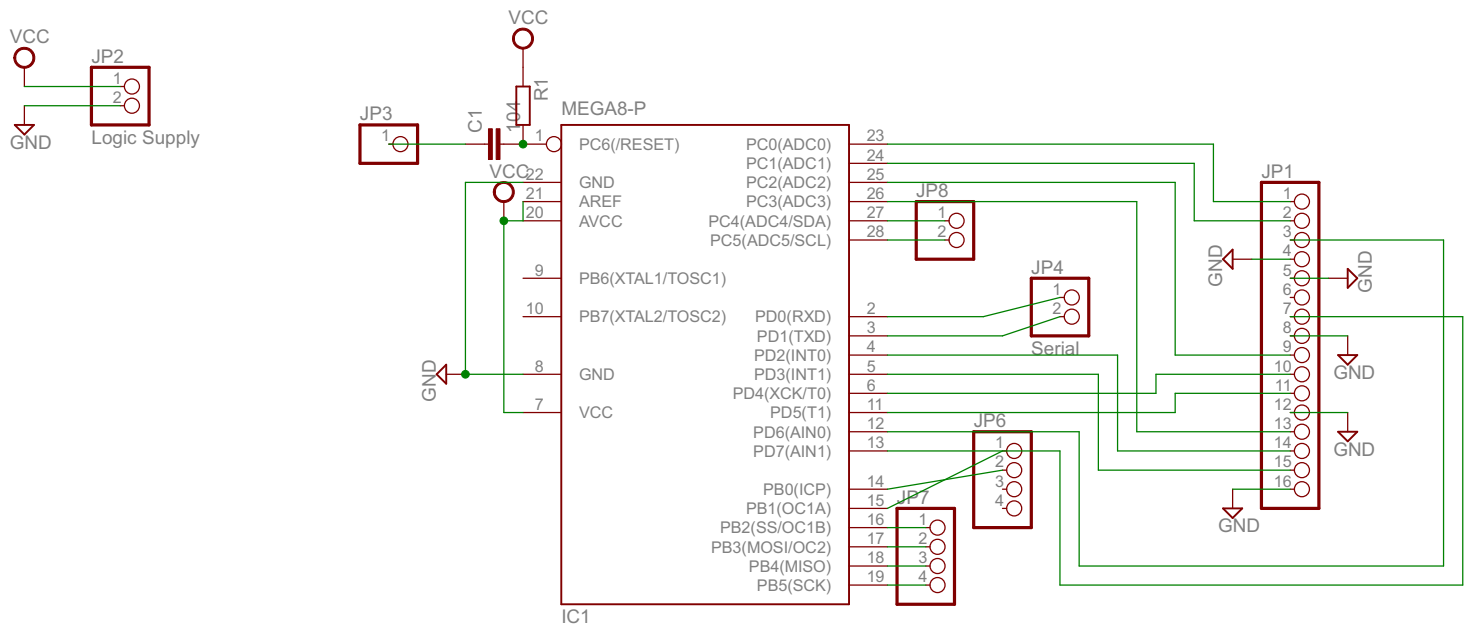 VCC
JP2
1
2
GND
Logic Supply
VCC
R1
104
C1
JP3
1
MEGA8-P
1 PC6(/RESET)
VCC
22 GND
21 AREF
20 AVCC
9 PB6(XTAL1/TOSC1)
10 PB7(XTAL2/TOSC2)
GND
8 GND
7 VCC
PC0(ADC0) 23
PC1(ADC1) 24
PC2(ADC2) 25
PC3(ADC3) 26
PC4(ADC4/SDA) 27
PC5(ADC5/SCL) 28
PD0(RXD) 2
PD1(TXD) 3
PD2(INT0) 4
PD3(INT1) 5
PD4(XCK/T0) 6
PD5(T1) 11
PD6(AIN0) 12
PD7(AIN1) 13
PB0(ICP) 14
PB1(OC1A) 15
PB2(SS/OC1B) 16
PB3(MOSI/OC2) 17
PB4(MISO) 18
PB5(SCK) 19
IC1
JP8
1
2
JP4
1
2
Serial
JP6
1
2
3
4
JP7
1
2
3
4
JP1
1
2
3
4
5
6
7
8
9
10
11
12
13
14
15
16
GND
GND
GND
GND
GND